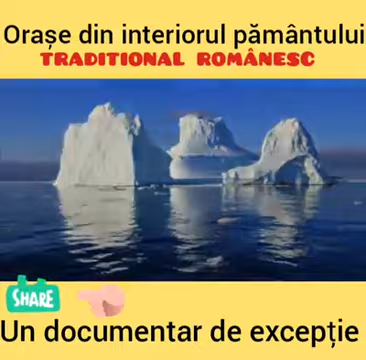 Orașe din interiorul pământului
TRADITIONAL ROMÂNESC
SHARE
Un documentar de excepție